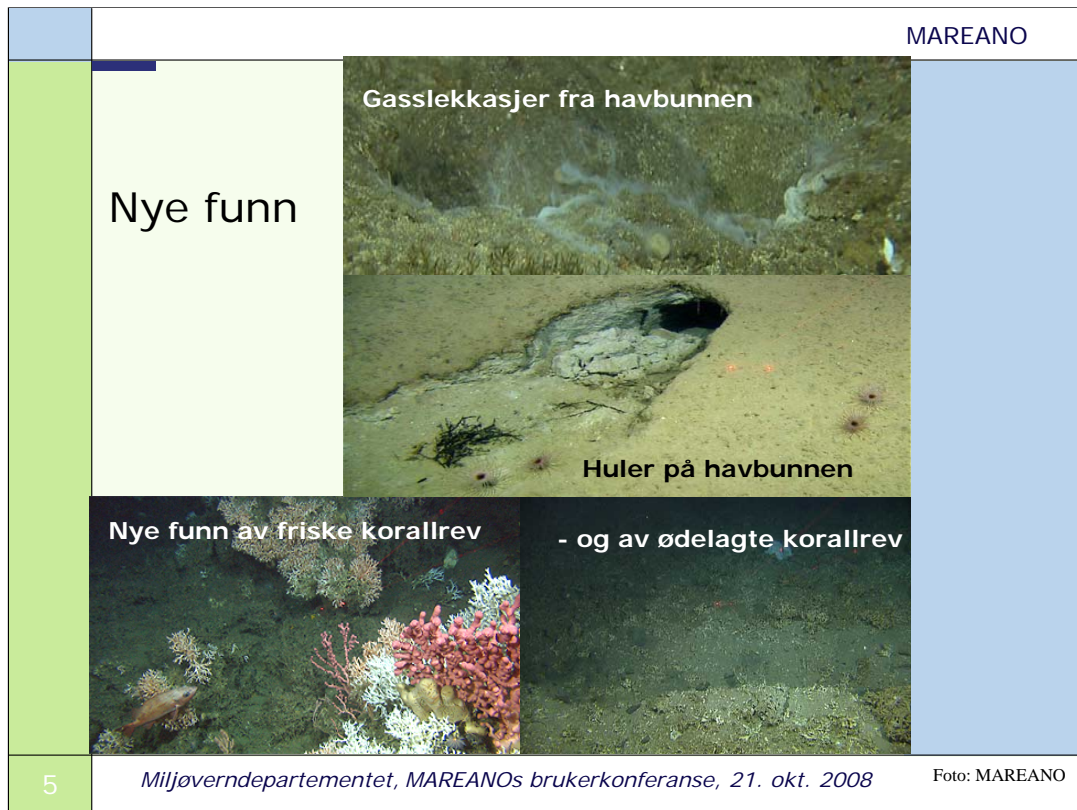 MAREANO
Gasslekkasjer fra havbunnen
Nye funn
Huler på havbunnen
Nye funn av friske korallrev
- og av ødelagte korallrev
5
Miljøverndepartementet, MAREANOs brukerkonferanse, 21. okt. 2008
Foto: MAREANO